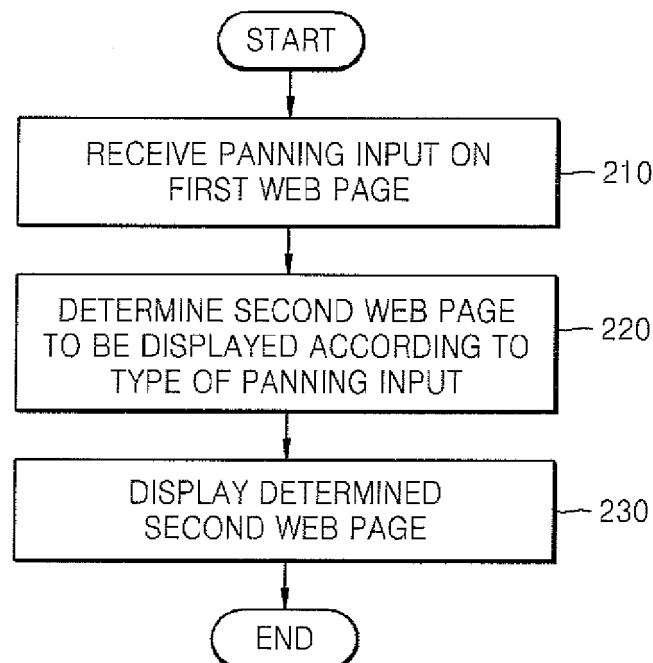 START
RECEIVE PANNING INPUT ON
FIRST WEB PAGE
210
DETERMINE SECOND WEB PAGE
TO BE DISPLAYED ACCORDING TO
TYPE OF PANNING INPUT
220
DISPLAY DETERMINED
SECOND WEB PAGE
230
END